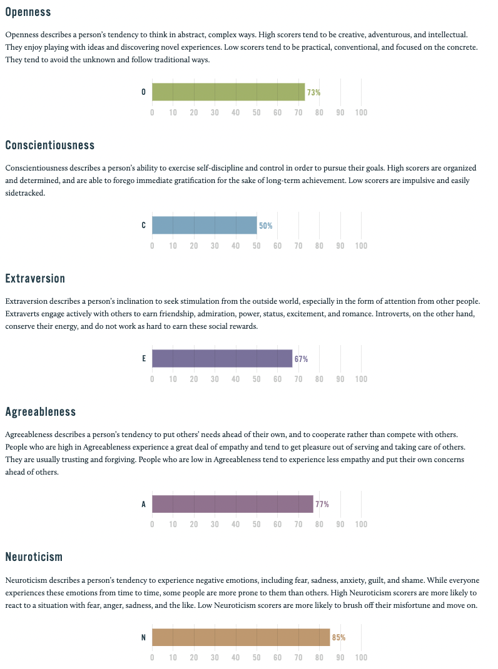 Openness
Openness describes a person's tendency to think in abstract, complex ways. High scorers tend to be creative, adventurous, and intellectual.
They enjoy playing with ideas and discovering novel experiences. Low scorers tend to be practical, conventional, and focused on the concrete.
They tend to avoid the unknown and follow traditional ways.
O 73%
0 10 20 30 40 50 60 70 80 90 100
Conscientiousness
Conscientiousness describes a person's ability to exercise self-discipline and control in order to pursue their goals. High scorers are organized
and determined, and are able to forego immediate gratification for the sake of long-term achievement. Low scorers are impulsive and easily
sidetracked.
C 50%
0 10 20 30 40 50 60 70 80 90 100
Extraversion
Extraversion describes a person's inclination to seek stimulation from the outside world, especially in the form of attention from other people.
Extraverts engage actively with others to earn friendship, admiration, power, status, excitement, and romance. Introverts, on the other hand,
conserve their energy, and do not work as hard to earn these social rewards.
E 67%
0 10 20 30 40 50 60 70 80 90 100
Agreeableness
Agreeableness describes a person's tendency to put others' needs ahead of their own, and to cooperate rather than compete with others.
People who are high in Agreeableness experience a great deal of empathy and tend to get pleasure out of serving and taking care of others.
They are usually trusting and forgiving. People who are low in Agreeableness tend to experience less empathy and put their own concerns
ahead of others.
A 77%
0 10 20 30 40 50 60 70 80 90 100
Neuroticism
Neuroticism describes a person's tendency to experience negative emotions, including fear, sadness, anxiety, guilt, and shame. While everyone
experiences these emotions from time to time, some people are more prone to them than others. High Neuroticism scorers are more likely to
react to a situation with fear, anger, sadness, and the like. Low Neuroticism scorers are more likely to brush off their misfortune and move on.
N 85%
0 10 20 30 40 50 60 70 80 90 100